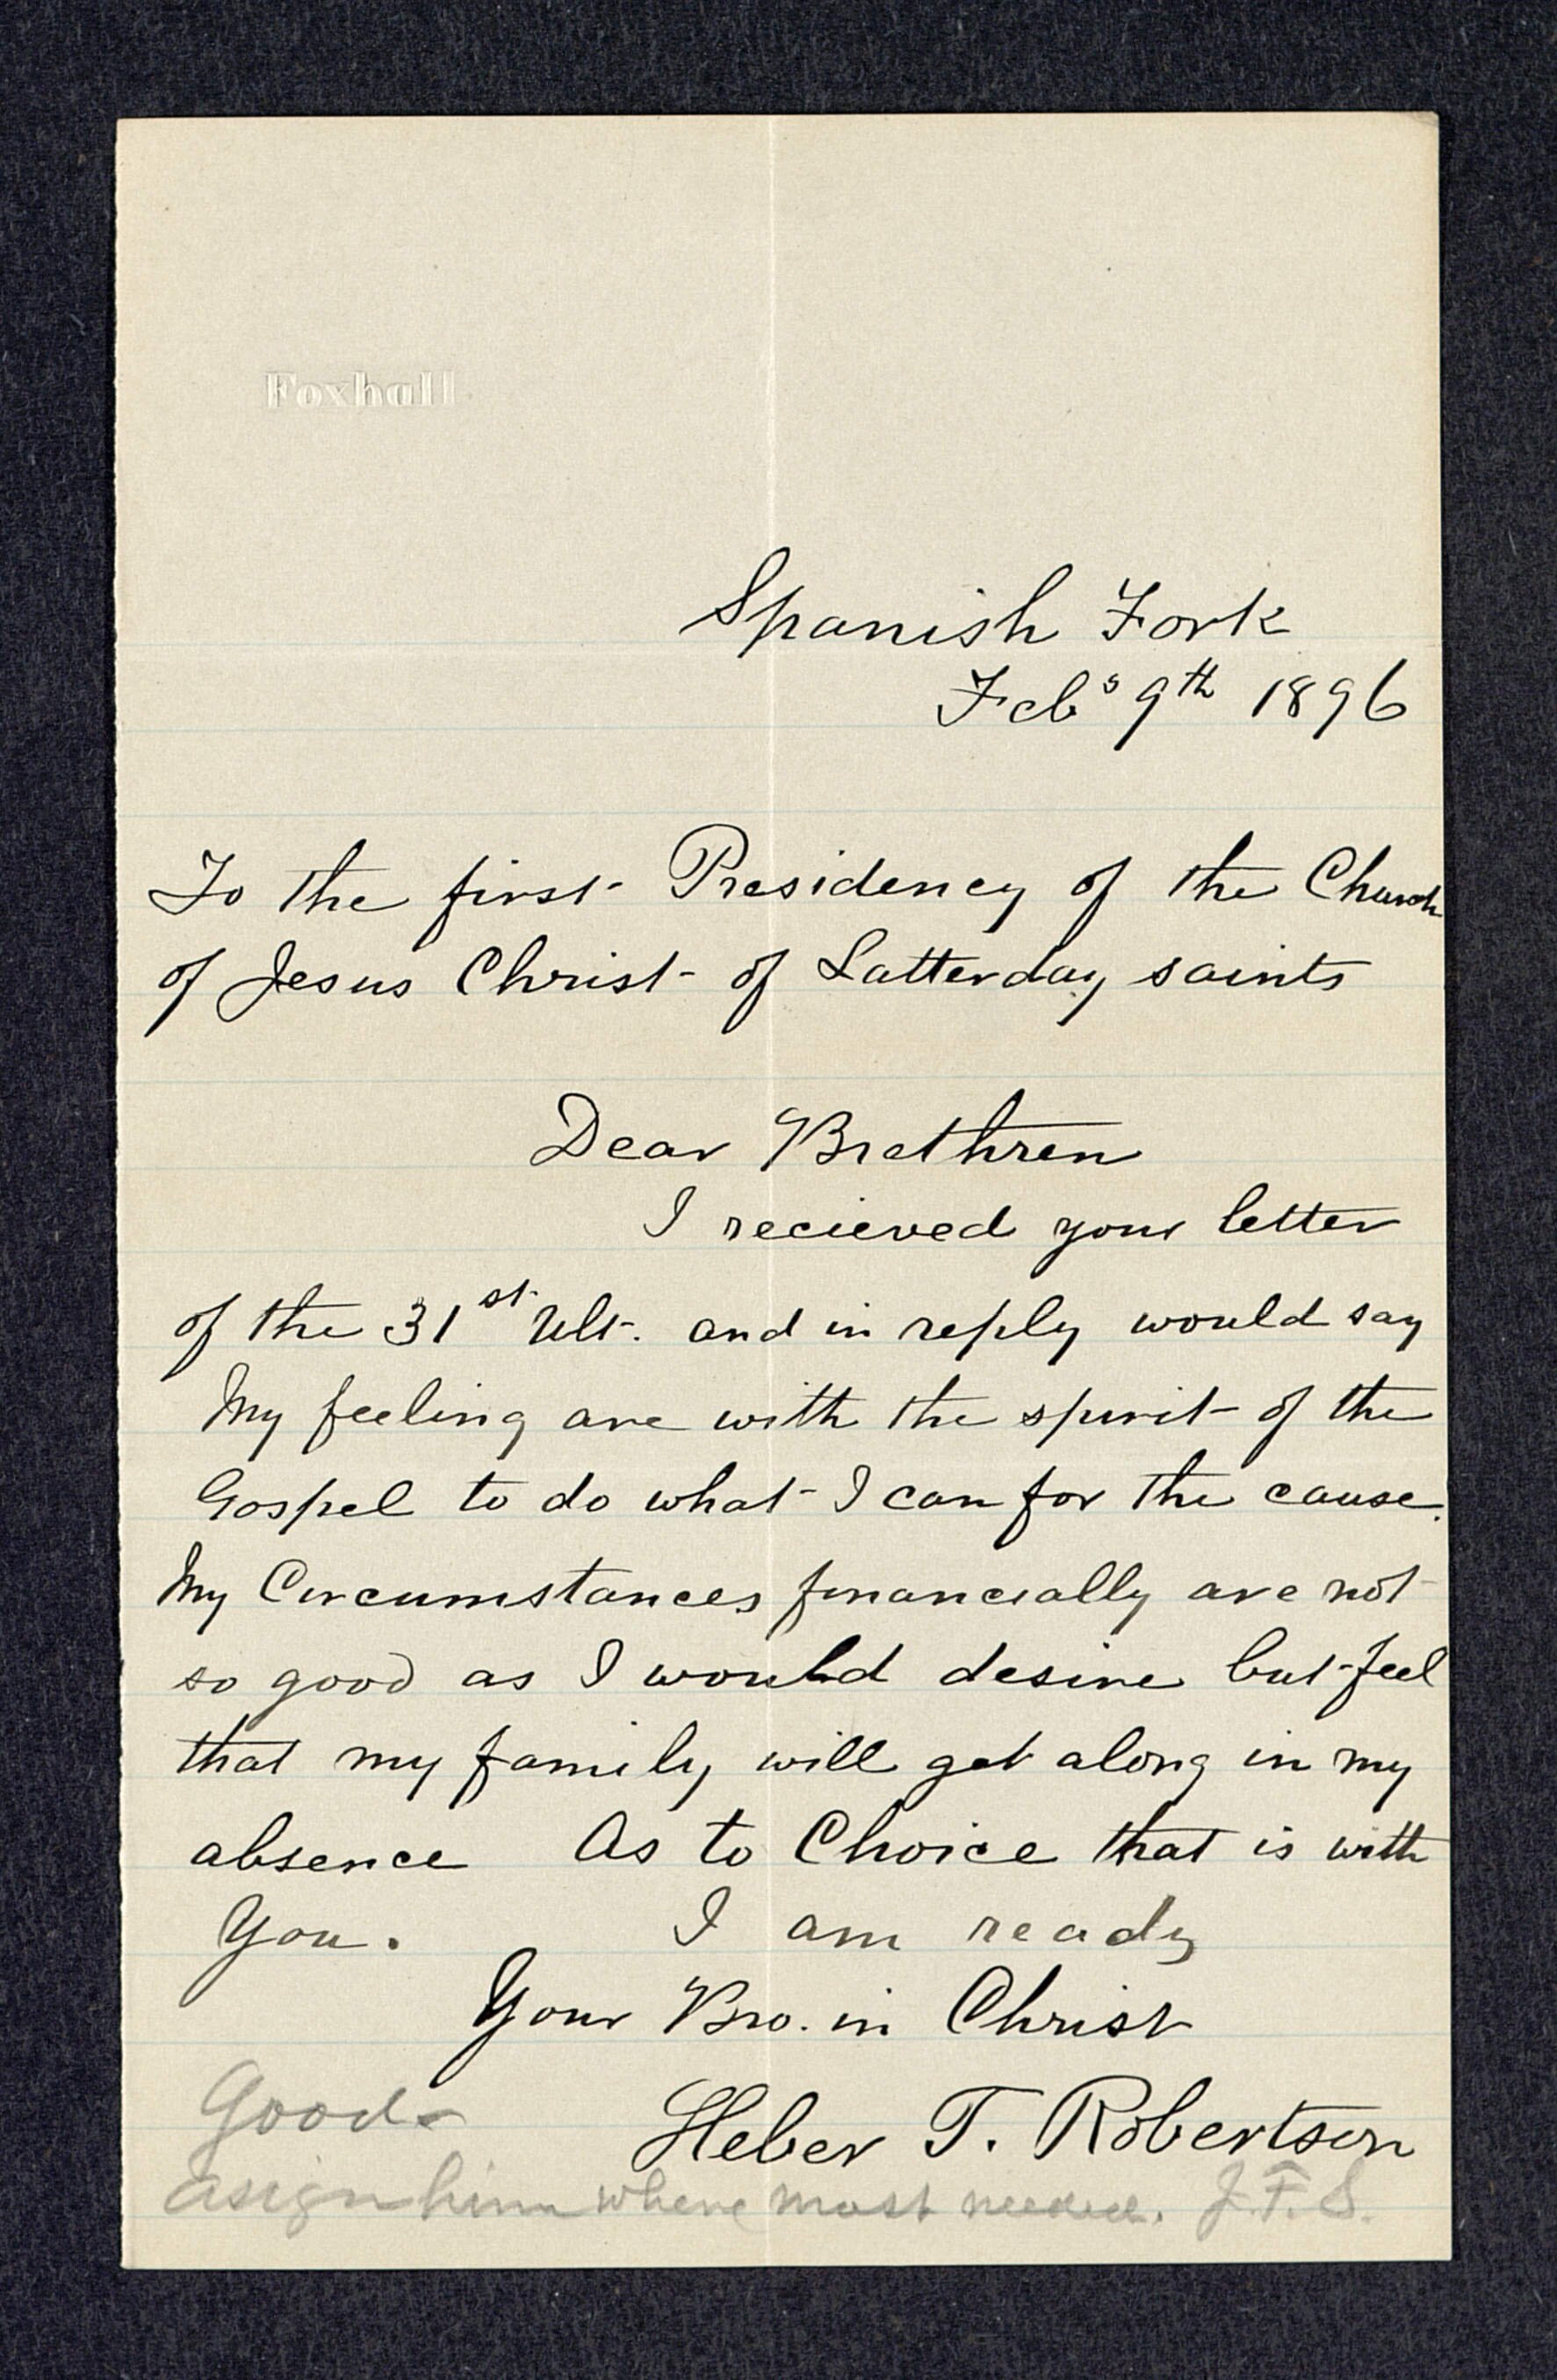 Foxhall
Spanish Fork
Feb 9th 1896
To the first Presidency of the Church
of Jesus Christ of Latterday saints
Dear Brethren
I recieved your letter
of the 31st Ult. and in reply would say
My feeling are with the spirit of the
Gospel to do what I can for the cause.
My Circumstances financially are not
so good as I would desire but feel
that my family will get along in my
absence As to Choice that is with
You. I am ready
Your Bro. in Christ
Good
Heber T. Robertson
asign him where most needed. J.F.S.